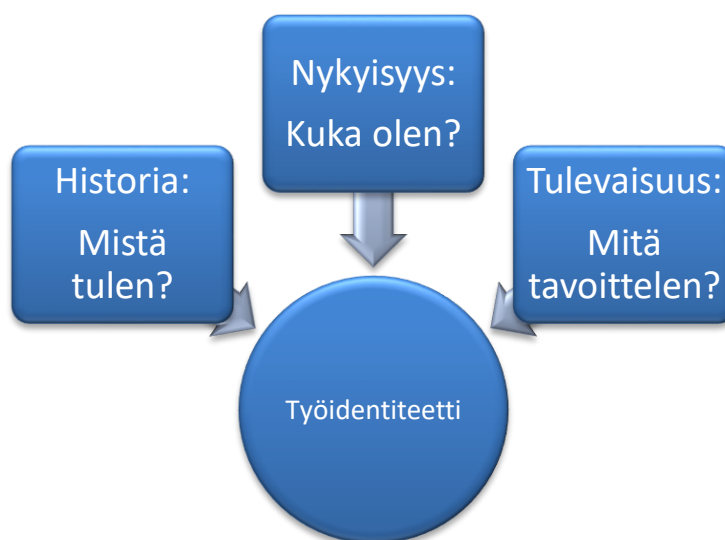 Nykyisyys:
Kuka olen?
Historia:
Mistä
tulen?
Tulevaisuus:
Mitä
tavoittelen?
Työidentiteetti